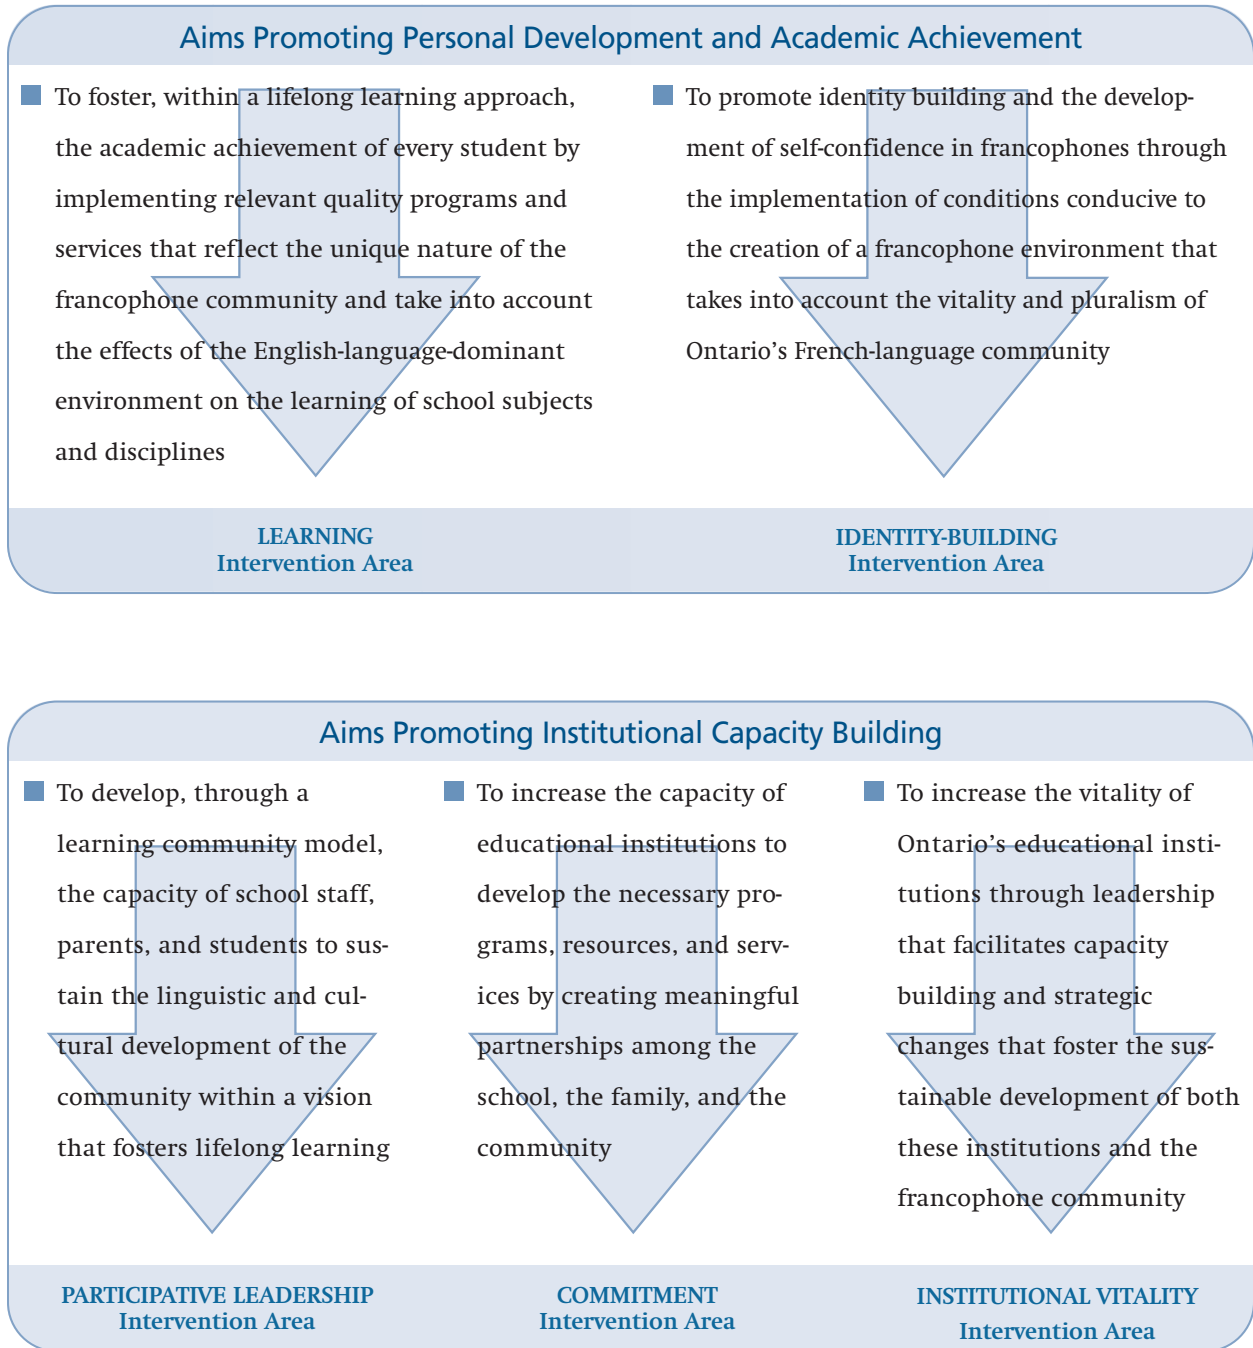 Aims Promoting Personal Development and Academic Achievement
To foster, within a lifelong learning approach,
the academic achievement of every student by
implementing relevant quality programs and
services that reflect the unique nature of the
francophone community and take into account
the effects of the English-language-dominant
environment on the learning of school subjects
and disciplines
To promote identity building and the develop-
ment of self-confidence in francophones through
the implementation of conditions conducive to
the creation of a francophone environment that
takes into account the vitality and pluralism of
Ontario's French-language community
LEARNING
Intervention Area
IDENTITY-BUILDING
Intervention Area
Aims Promoting Institutional Capacity Building
To develop, through a
learning community model,
the capacity of school staff,
parents, and students to sus-
tain the linguistic and cul-
tural development of the
community within a vision
that fosters lifelong learning
To increase the capacity of
educational institutions to
develop the necessary pro-
grams, resources, and serv-
ices by creating meaningful
partnerships among the
school, the family, and the
community
To increase the vitality of
Ontario's educational insti-
tutions through leadership
that facilitates capacity
building and strategic
changes that foster the sus-
tainable development of both
these institutions and the
francophone community
PARTICIPATIVE LEADERSHIP
Intervention Area
COMMITMENT
Intervention Area
INSTITUTIONAL VITALITY
Intervention Area